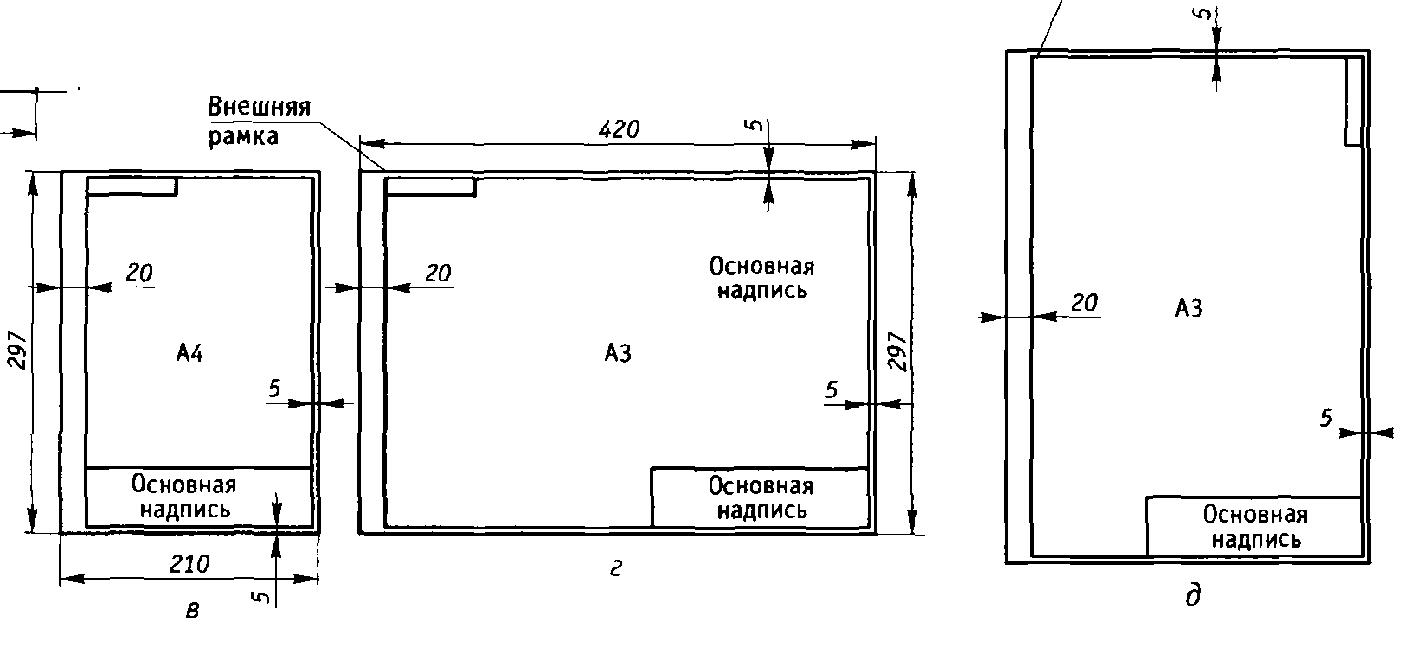 Внешняя
рамка
297
20
А4
5
Основная
надпись
210
5
в
420
5
20
Основная
надпись
А3
297
5
Основная
надпись
г
5
20
А3
5
Основная
надпись
д